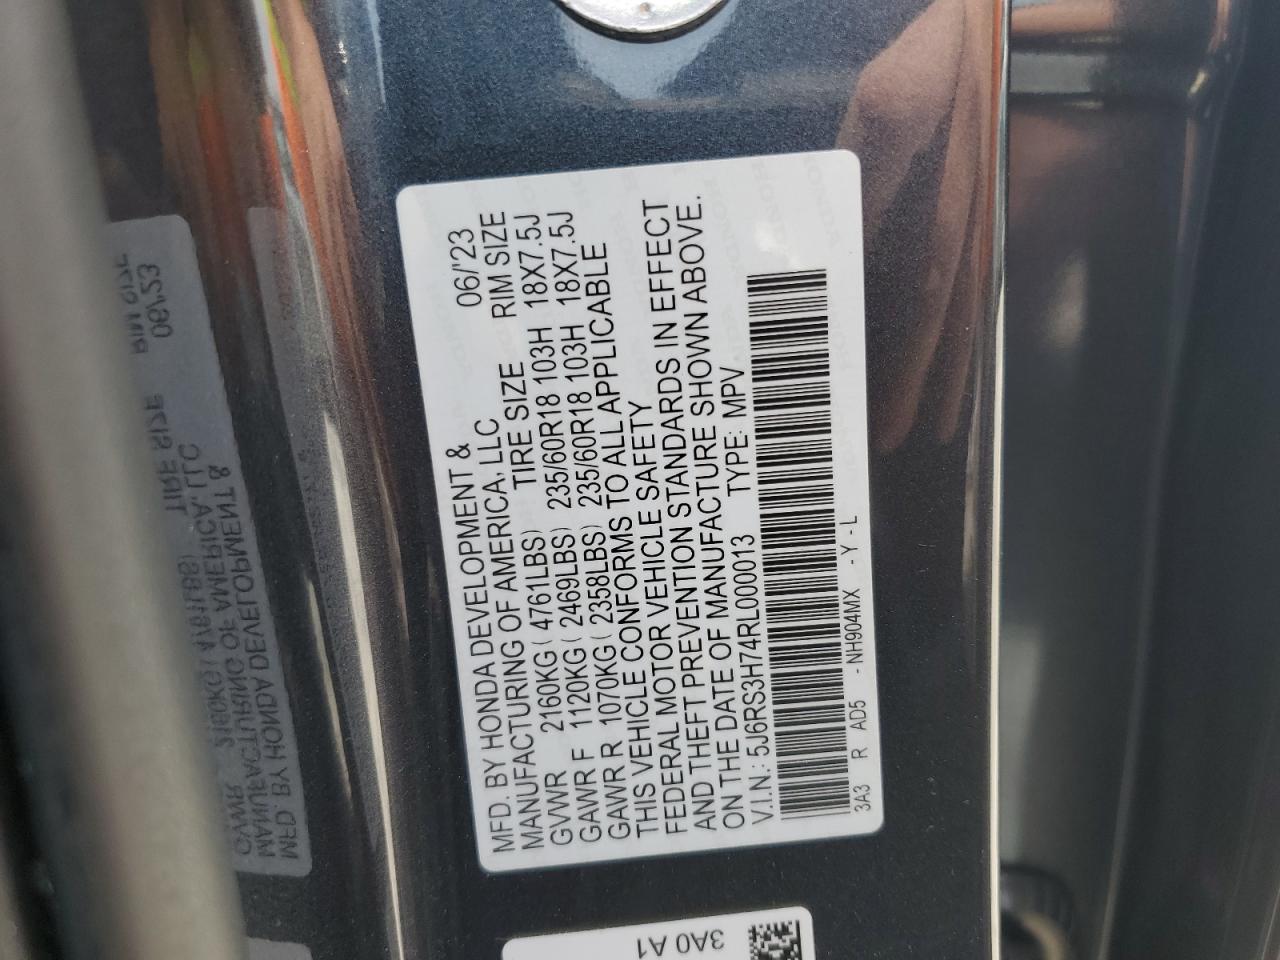 MFD. BY HONDA DEVELOPMENT & 06/'23
MANUFACTURING OF AMERICA, LLC RIM SIZE
GVWR 2160KG ( 4761LBS) TIRE SIZE
GAWR F 1120KG ( 2469LBS) 235/60R18 103H 18X7.5J
GAWR R 1070KG ( 2358LBS) 235/60R18 103H 18X7.5J
THIS VEHICLE CONFORMS TO ALL APPLICABLE
FEDERAL MOTOR VEHICLE SAFETY
AND THEFT PREVENTION STANDARDS IN EFFECT
ON THE DATE OF MANUFACTURE SHOWN ABOVE.
V.I.N.: 5J6RS3H74RL000013 TYPE: MPV
3A3 R AD5 - NH904MX - Y - L
3A0 A1